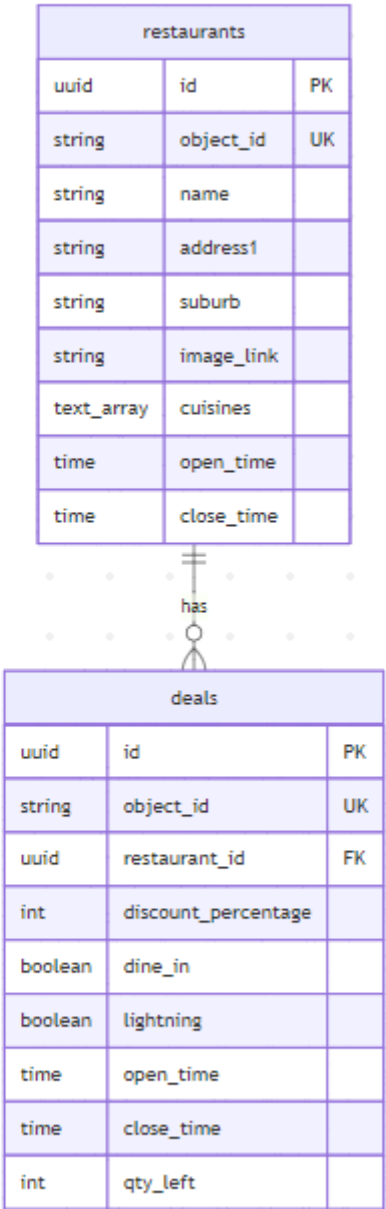 restaurants
uuid id PK
string object_id UK
string name
string address1
string suburb
string image_link
text_array cuisines
time open_time
time close_time
has
deals
uuid id PK
string object_id UK
uuid restaurant_id FK
int discount_percentage
boolean dine_in
boolean lightning
time open_time
time close_time
int qty_left